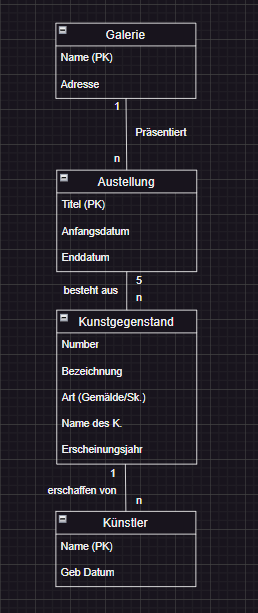 Galerie
Name (PK)
Adresse
1
Präsentiert
n
Austellung
Titel (PK)
Anfangsdatum
Enddatum
5
besteht aus
n
Kunstgegenstand
Number
Bezeichnung
Art (Gemälde/Sk.)
Name des K.
Erscheinungsjahr
1
erschaffen von
n
Künstler
Name (PK)
Geb Datum